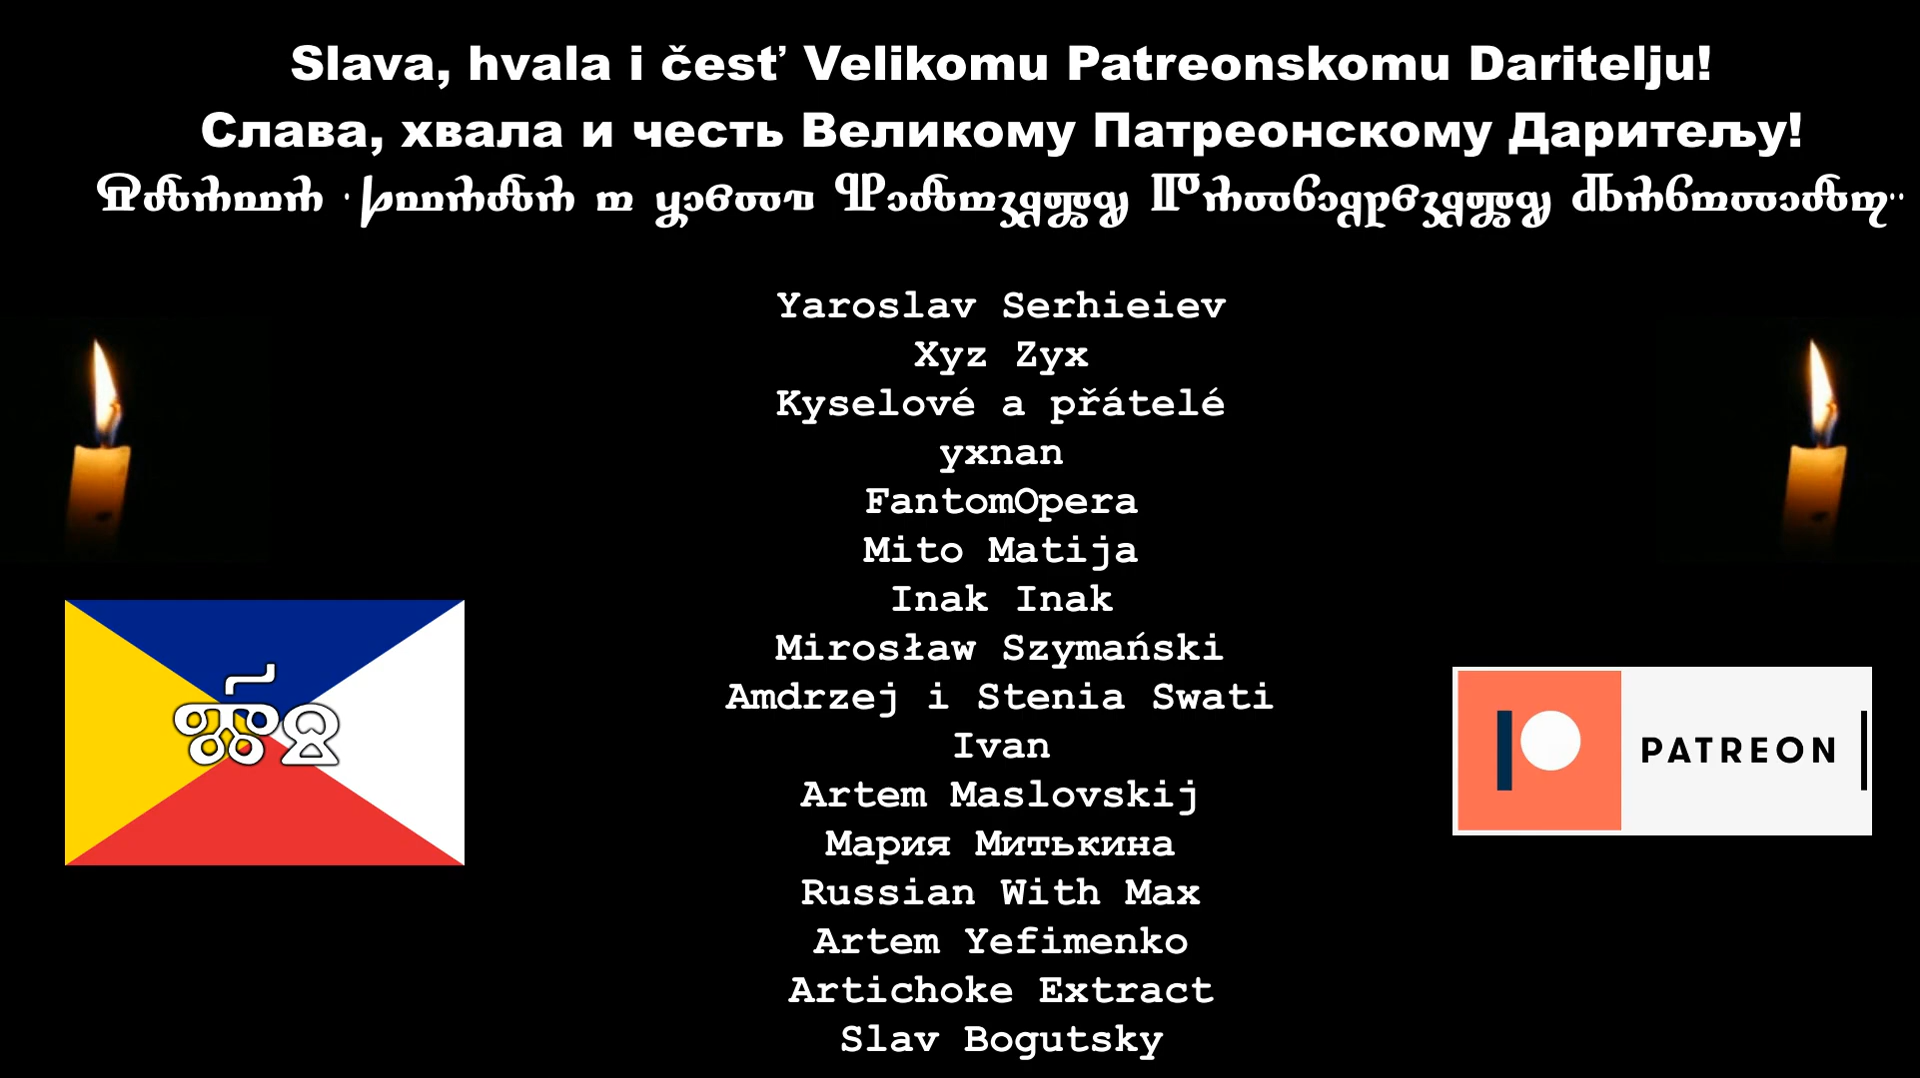 Slava, hvala i česť Velikomu Patreonskomu Daritelju!
Слава, хвала и честь Великому Патреонскому Даритељу!
Yaroslav Serhieiev
Xyz Zyx
Kyselové a přátelé
yxnan
FantomOpera
Mito Matija
Inak Inak
Mirosław Szymański
Amdrzej i Stenia Swati
Ivan
Artem Maslovskij
Мария Митькина
Russian With Max
Artem Yefimenko
Artichoke Extract
Slav Bogutsky
PATREON